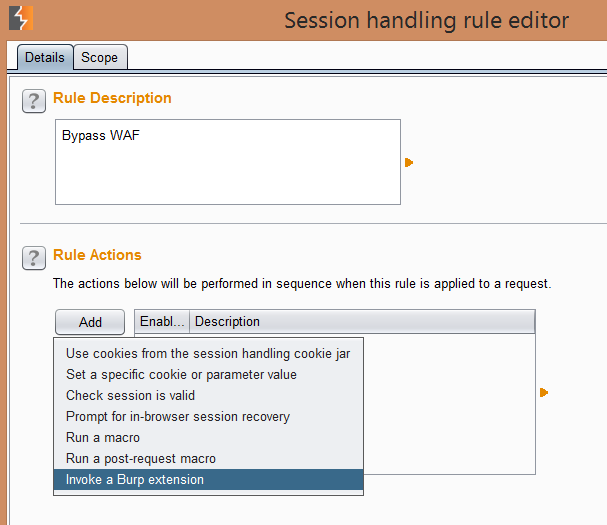 Session handling rule editor
Details
Scope
?
Rule Description
Bypass WAF
?
Rule Actions
The actions below will be performed in sequence when this rule is applied to a request.
Add
Enabl...
Description
Use cookies from the session handling cookie jar
Set a specific cookie or parameter value
Check session is valid
Prompt for in-browser session recovery
Run a macro
Run a post-request macro
Invoke a Burp extension